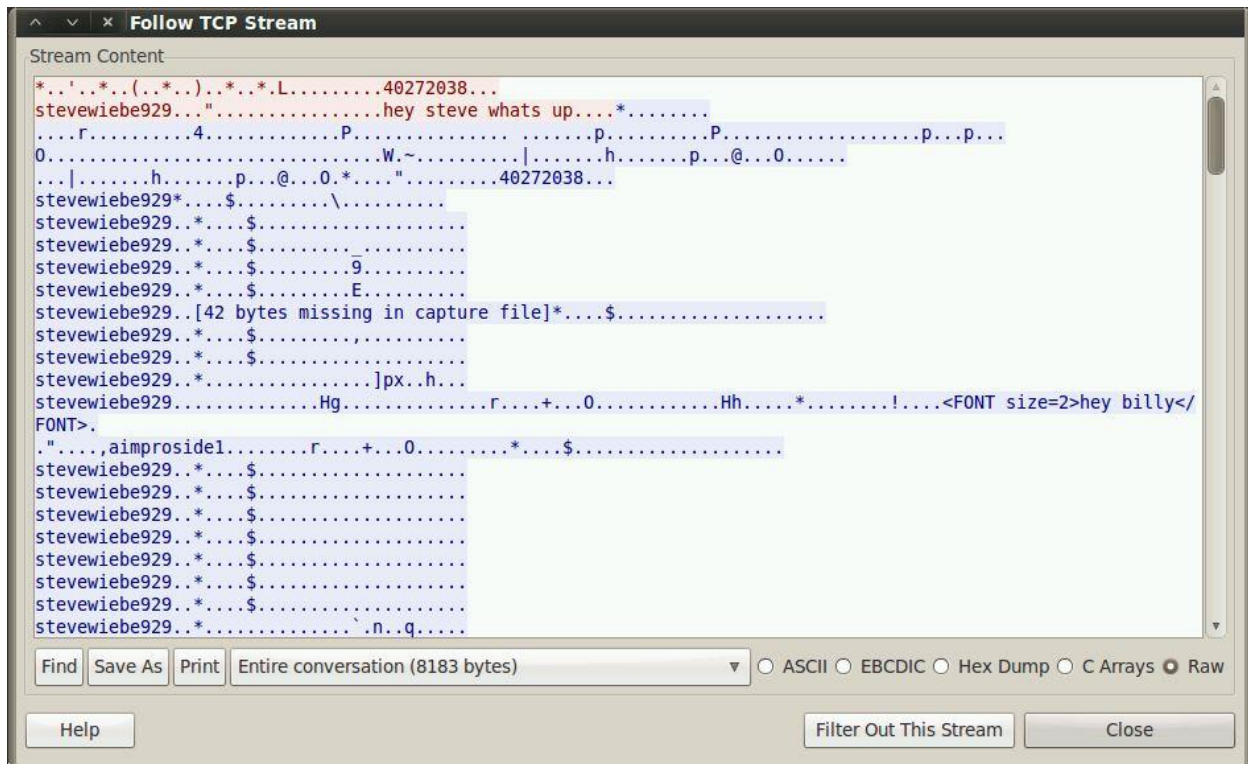 Follow TCP Stream
Stream Content
*..'..*..(..*..)..*..*.L.........40272038...
stevewiebe929..."................hey steve whats up....*........
....r..........4.............P............... .......p..........P...................p...p...
0................................W.~..........|.......h.......p...@...0......
...|.......h.......p...@...0.*....".........40272038...
stevewiebe929*....$.........\..........
stevewiebe929..*....$....................
stevewiebe929..*....$........._..........
stevewiebe929..*....$.........9..........
stevewiebe929..*....$.........E..........
stevewiebe929..[42 bytes missing in capture file]*....$....................
stevewiebe929..*....$.........,..........
stevewiebe929..*....$....................
stevewiebe929..*................]px..h...
stevewiebe929..............Hg..............r....+...0............Hh.....*........!....<FONT size=2>hey billy</
FONT>.
."....,aimproside1........r....+...0.........*....$....................
stevewiebe929..*....$....................
stevewiebe929..*....$....................
stevewiebe929..*....$....................
stevewiebe929..*....$....................
stevewiebe929..*....$....................
stevewiebe929..*....$....................
stevewiebe929..*....$....................
stevewiebe929..*..............`.n..q.....
Find Save As Print Entire conversation (8183 bytes) ASCII EBCDIC Hex Dump C Arrays Raw
Help Filter Out This Stream Close